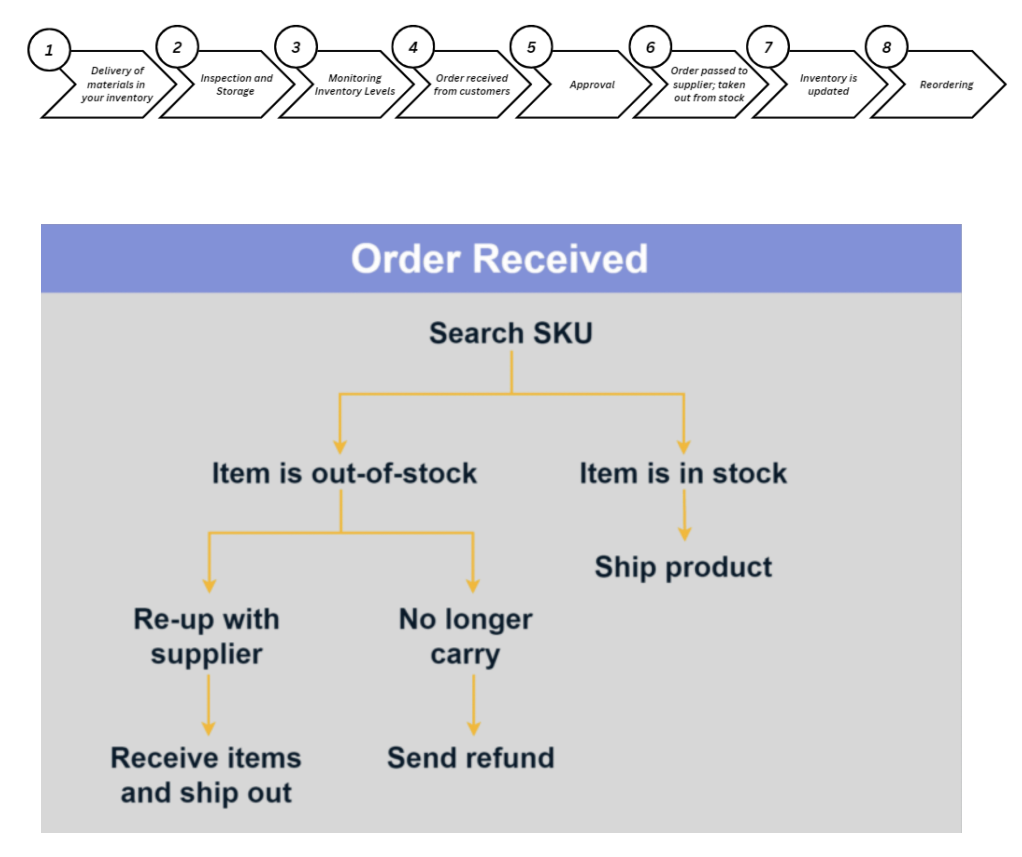 1
Delivery of
materials in
your inventory
2
Inspection and
Storage
3
Monitoring
Inventory Levels
4
Order received
from customers
5
Approval
6
Order passed to
supplier; taken
out from stock
7
Inventory is
updated
8
Reordering
Order Received
Search SKU
Item is out-of-stock
Item is in stock
Ship product
Re-up with
supplier
No longer
carry
Receive items
and ship out
Send refund